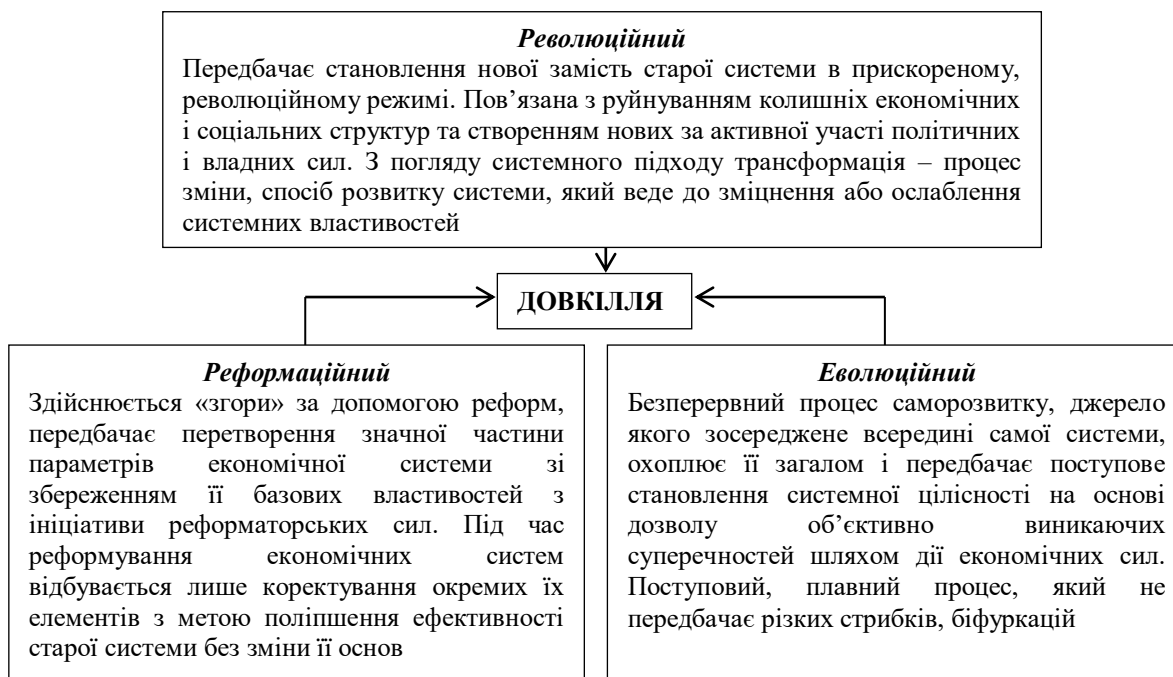 Революційний
Передбачає становлення нової замість старої системи в прискореному,
революційному режимі. Пов’язана з руйнуванням колишніх економічних
і соціальних структур та створенням нових за активної участі політичних
і владних сил. З погляду системного підходу трансформація – процес
зміни, спосіб розвитку системи, який веде до зміцнення або ослаблення
системних властивостей
ДОВКІЛЛЯ
Реформаційний
Здійснюється «згори» за допомогою реформ,
передбачає перетворення значної частини
параметрів економічної системи зі
збереженням її базових властивостей з
ініціативи реформаторських сил. Під час
реформування економічних систем
відбувається лише коректування окремих їх
елементів з метою поліпшення ефективності
старої системи без зміни її основ
Еволюційний
Безперервний процес саморозвитку, джерело
якого зосереджене всередині самої системи,
охоплює її загалом і передбачає поступове
становлення системної цілісності на основі
дозволу об’єктивно виникаючих
суперечностей шляхом дії економічних сил.
Поступовий, плавний процес, який не
передбачає різких стрибків, біфуркацій